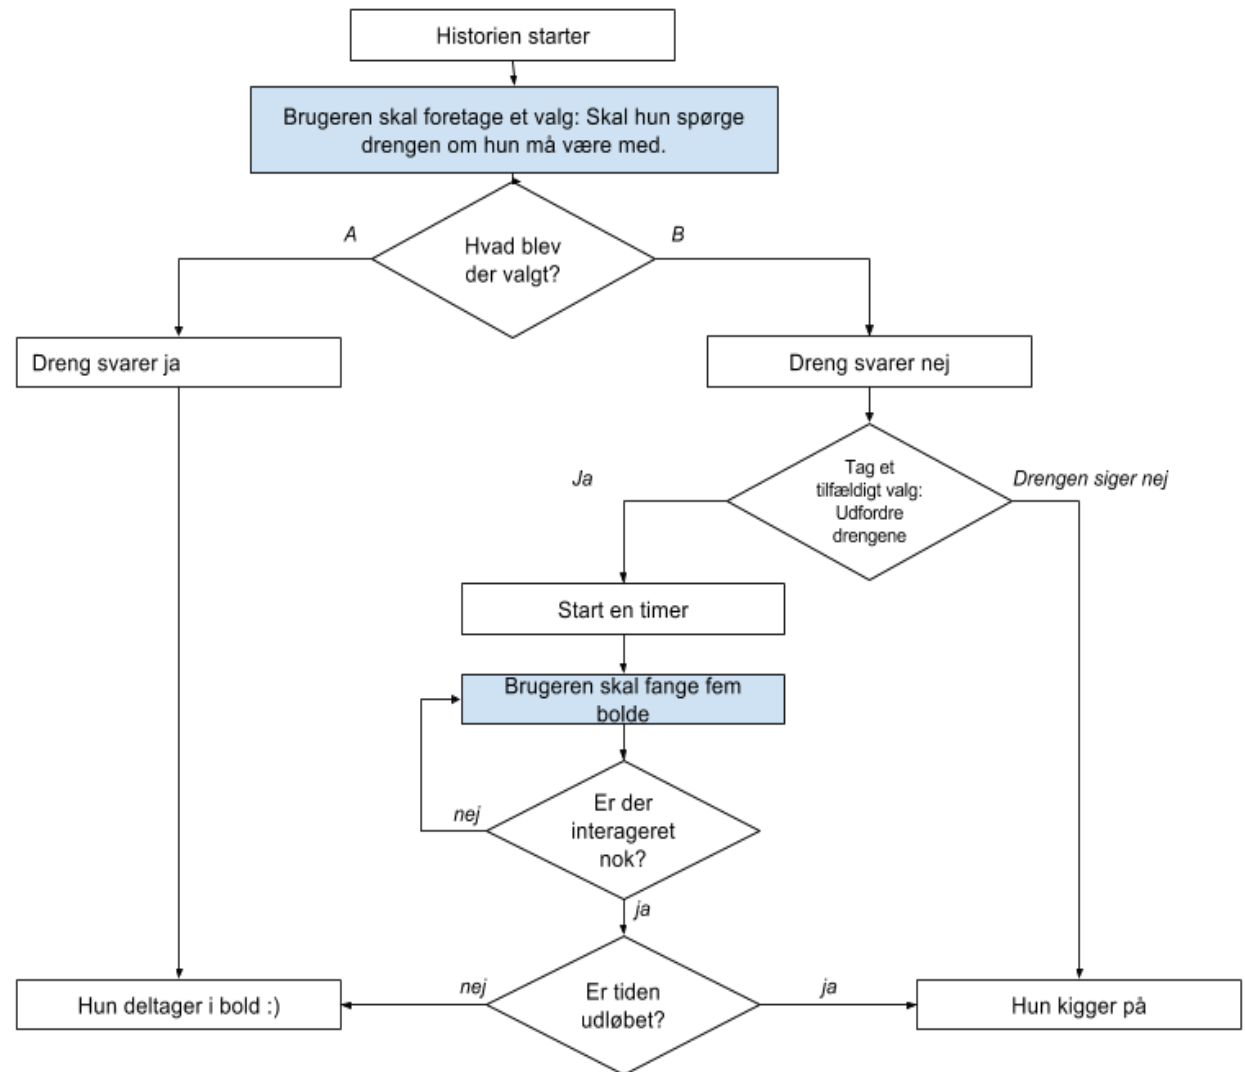 Historien starter
Brugeren skal foretage et valg: Skal hun spørge
drengen om hun må være med.
A
Hvad blev
der valgt?
B
Dreng svarer ja
Dreng svarer nej
Ja
Tag et
tilfældigt valg:
Udfordre
drengene
Drengen siger nej
Start en timer
Brugeren skal fange fem
bolde
nej
Er der
interageret
nok?
ja
Hun deltager i bold :)
nej
Er tiden
udløbet?
ja
Hun kigger på